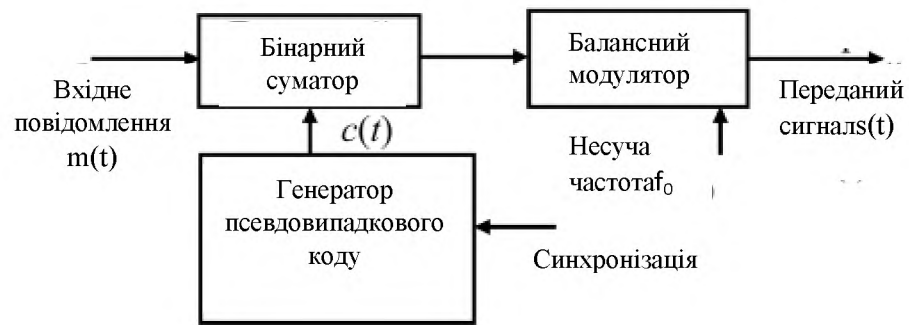 Бінарний
суматор
Балансний
модулятор
Вхідне
повідомлення
m(t)
c(t)
Переданий
сигналs(t)
Несуча
частотаf₀
Генератор
псевдовипадкового
коду
Синхронізація